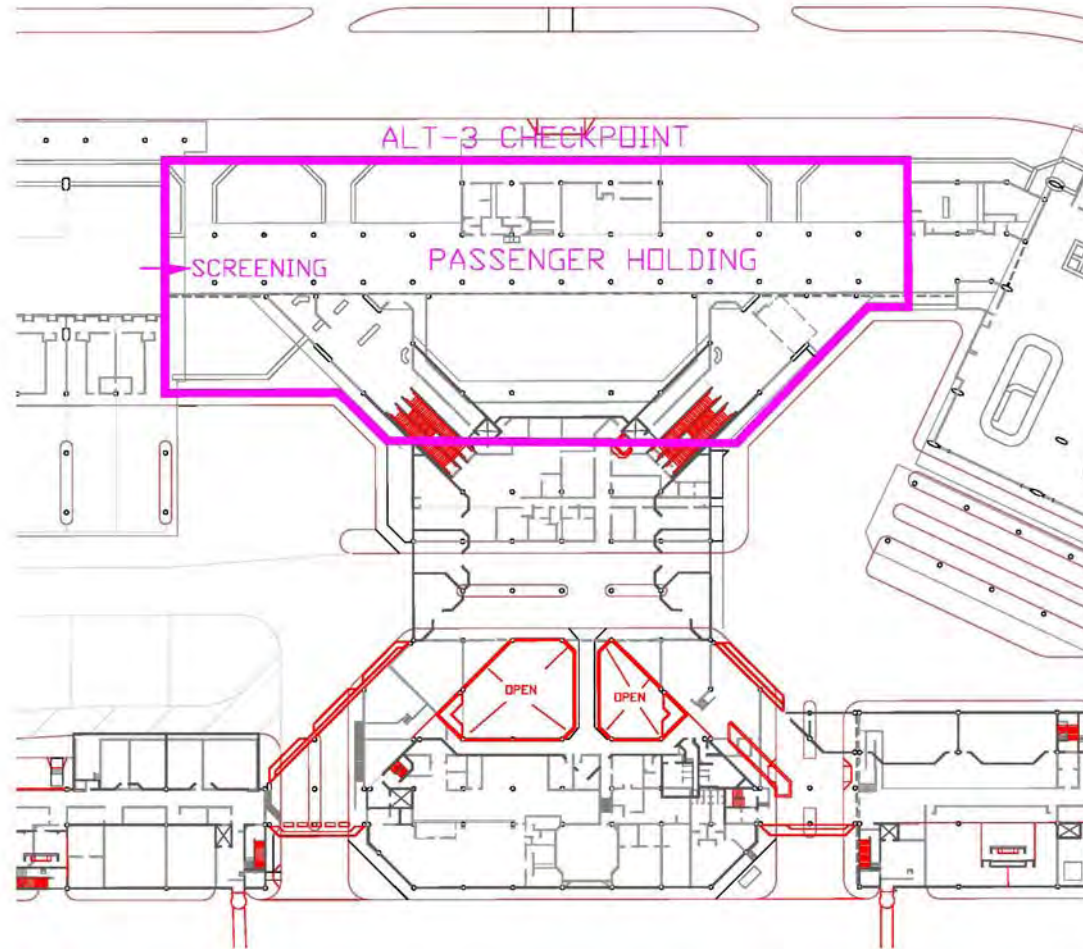 ALT-3 CHECKPOINT
PASSENGER HOLDING
SCREENING
OPEN
OPEN